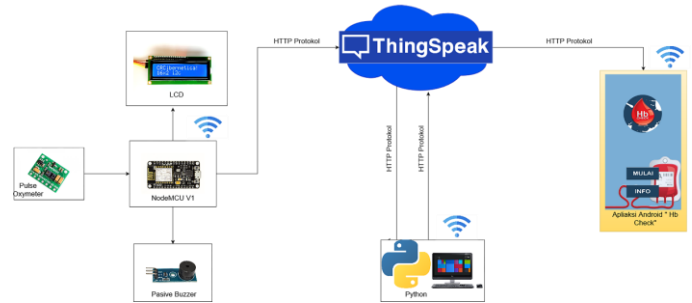 HTTP Protokol
ThingSpeak
HTTP Protokol
LCD
Hb
Pulse
Oxymeter
NodeMCU V1
HTTP Protokol
HTTP Protokol
MULAI
INFO
Apliaksi Android " Hb
Check"
Pasive Buzzer
Python